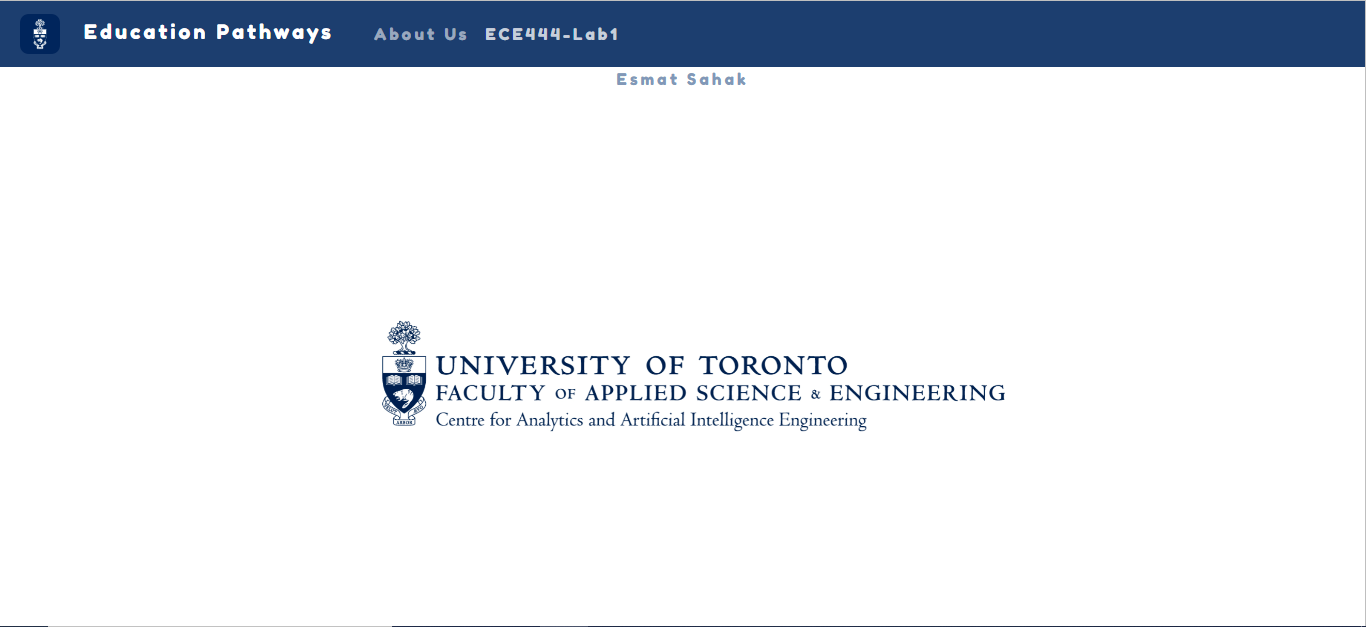 Education Pathways About Us ECE444-Lab1
Esmat Sahak
UNIVERSITY OF TORONTO
FACULTY OF APPLIED SCIENCE & ENGINEERING
Centre for Analytics and Artificial Intelligence Engineering